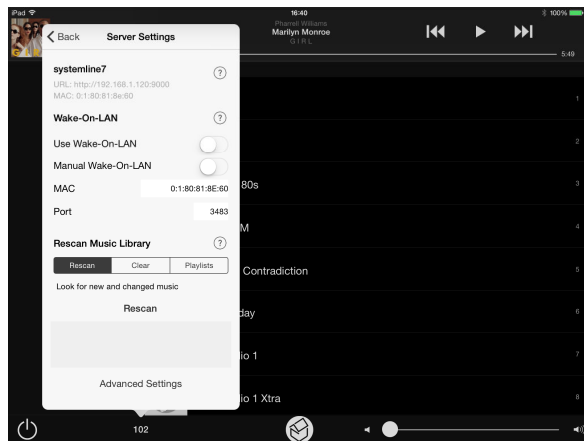 iPad 16:40 100%
Pharrell Williams
Marilyn Monroe
G I R L
5:49
Back Server Settings
systemline7 ?
URL: http://192.168.1.120:9000
MAC: 0:1:80:81:8e:60
Wake-On-LAN ?
Use Wake-On-LAN
Manual Wake-On-LAN
MAC 0:1:80:81:8E:60
Port 3483
Rescan Music Library ?
Rescan Clear Playlists
Look for new and changed music
Rescan
Advanced Settings
1
2
80s 3
M 4
Contradiction 5
day 6
io 1 7
io 1 Xtra 8
102